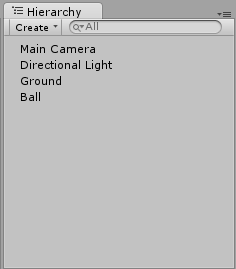 Hierarchy
Create All
Main Camera
Directional Light
Ground
Ball